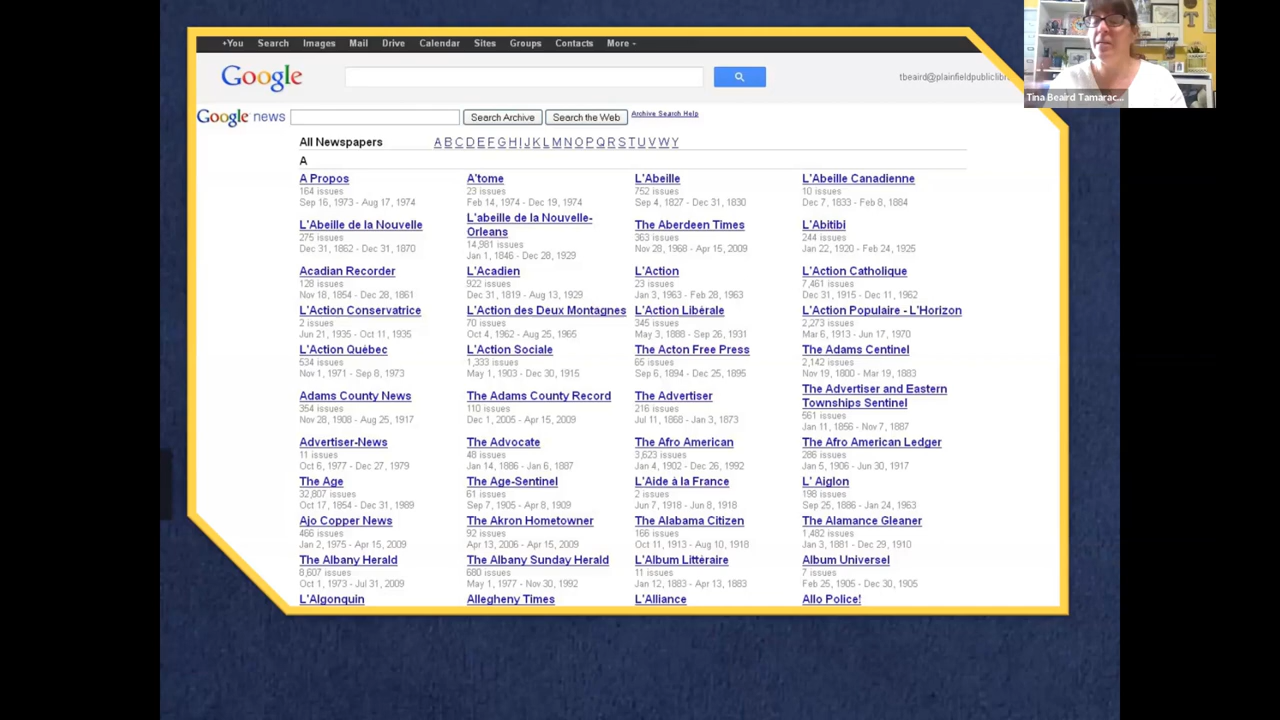 +You Search Images Mail Drive Calendar Sites Groups Contacts More
Google
tbeaird@plainfieldpubliclibr
Tina Beaird Tamarac...
Google news Search Archive Search the Web Archive Search Help
All Newspapers A B C D E F G H I J K L M N O P Q R S T U V W Y
A
A Propos A'tome L'Abeille L'Abeille Canadienne
164 issues 23 issues 752 issues 10 issues
Sep 16, 1973 - Aug 17, 1974 Feb 14, 1974 - Dec 19, 1974 Sep 4, 1827 - Dec 31, 1830 Dec 7, 1833 - Feb 8, 1884
L'Abeille de la Nouvelle L'abeille de la Nouvelle-Orleans The Aberdeen Times L'Abitibi
275 issues 14,981 issues 363 issues 244 issues
Dec 31, 1862 - Dec 31, 1870 Jan 1, 1846 - Dec 28, 1929 Nov 28, 1968 - Apr 15, 2009 Jan 22, 1920 - Feb 24, 1925
Acadian Recorder L'Acadien L'Action L'Action Catholique
128 issues 922 issues 23 issues 7,461 issues
Nov 18, 1854 - Dec 28, 1861 Dec 31, 1819 - Aug 13, 1929 Jan 3, 1963 - Feb 28, 1963 Dec 31, 1915 - Dec 11, 1962
L'Action Conservatrice L'Action des Deux Montagnes L'Action Libérale L'Action Populaire - L'Horizon
2 issues 70 issues 345 issues 2,273 issues
Jun 21, 1935 - Oct 11, 1935 Oct 4, 1962 - Aug 25, 1965 May 3, 1888 - Sep 26, 1931 Mar 6, 1913 - Jun 17, 1970
L'Action Québec L'Action Sociale The Acton Free Press The Adams Centinel
534 issues 1,333 issues 65 issues 2,142 issues
Nov 1, 1971 - Sep 8, 1973 May 1, 1903 - Dec 30, 1915 Sep 6, 1894 - Dec 25, 1895 Nov 19, 1800 - Mar 19, 1883
Adams County News The Adams County Record The Advertiser The Advertiser and Eastern Townships Sentinel
354 issues 110 issues 216 issues 561 issues
Nov 28, 1908 - Aug 25, 1917 Dec 1, 2005 - Apr 15, 2009 Jul 11, 1868 - Jan 3, 1873 Jan 11, 1856 - Nov 7, 1887
Advertiser-News The Advocate The Afro American The Afro American Ledger
11 issues 48 issues 3,623 issues 286 issues
Oct 6, 1977 - Dec 27, 1979 Jan 14, 1886 - Jan 6, 1887 Jan 4, 1902 - Dec 26, 1992 Jan 5, 1906 - Jun 30, 1917
The Age The Age-Sentinel L'Aide à la France L' Aiglon
32,807 issues 61 issues 2 issues 198 issues
Oct 17, 1854 - Dec 31, 1989 Sep 7, 1905 - Apr 8, 1909 Jun 7, 1918 - Jun 8, 1918 Sep 25, 1886 - Jan 24, 1963
Ajo Copper News The Akron Hometowner The Alabama Citizen The Alamance Gleaner
466 issues 92 issues 166 issues 1,482 issues
Jan 2, 1975 - Apr 15, 2009 Apr 13, 2006 - Apr 15, 2009 Oct 11, 1913 - Aug 10, 1918 Jan 3, 1881 - Dec 29, 1910
The Albany Herald The Albany Sunday Herald L'Album Littéraire Album Universel
8,607 issues 680 issues 11 issues 7 issues
Oct 1, 1973 - Jul 31, 2009 May 1, 1977 - Nov 30, 1992 Jan 12, 1883 - Apr 13, 1883 Feb 25, 1905 - Dec 30, 1905
L'Algonquin Allegheny Times L'Alliance Allo Police!